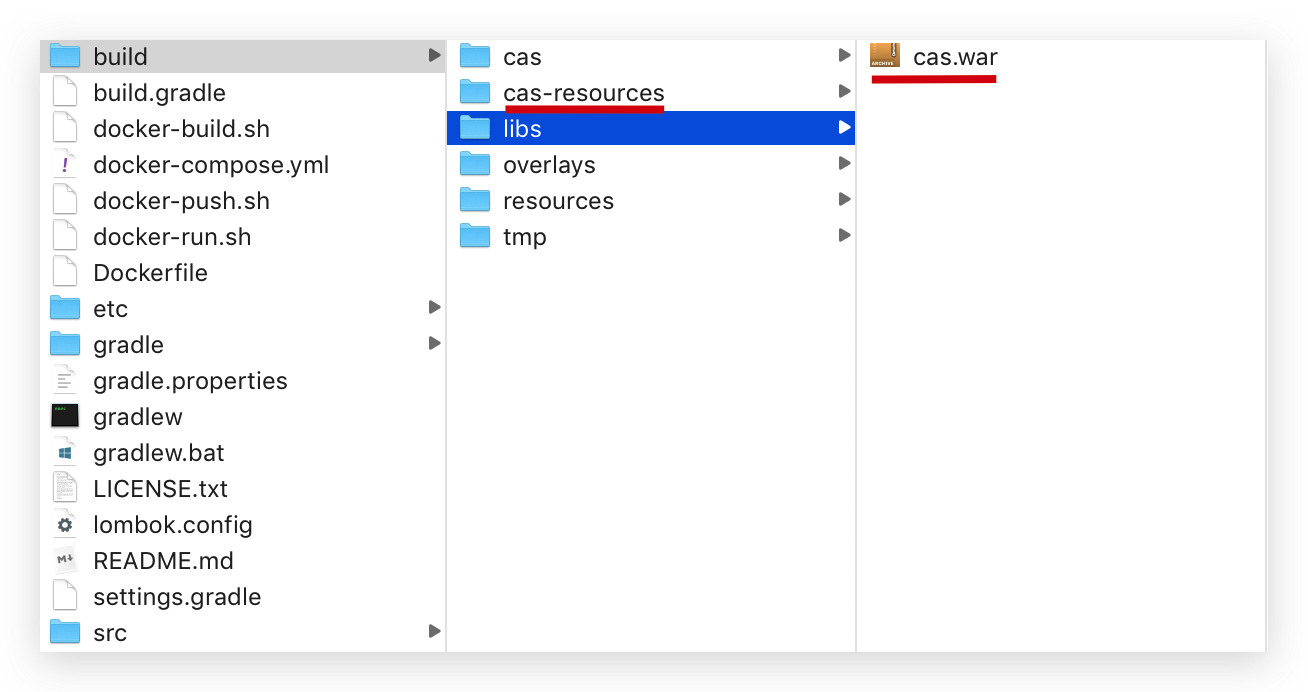 build
build.gradle
docker-build.sh
docker-compose.yml
docker-push.sh
docker-run.sh
Dockerfile
etc
gradle
gradle.properties
gradlew
gradlew.bat
LICENSE.txt
lombok.config
README.md
settings.gradle
src
cas
cas-resources
libs
overlays
resources
tmp
ARCHIVE
cas.war